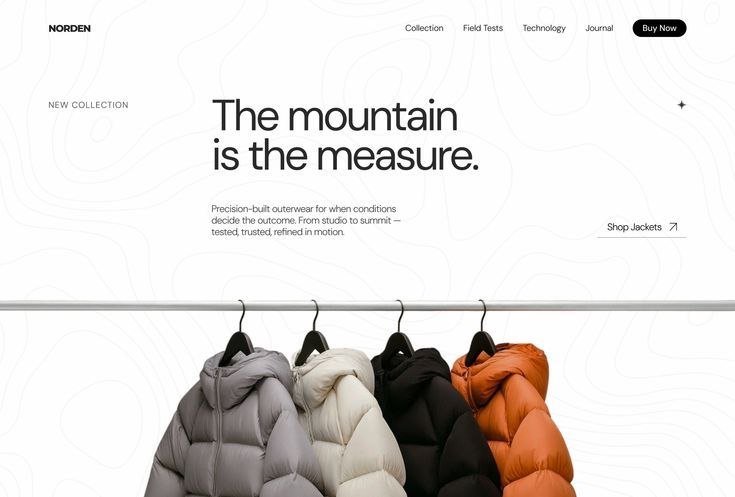 NORDEN
Collection
Field Tests
Technology
Journal
Buy Now
NEW COLLECTION
The mountain
is the measure.
Precision-built outerwear for when conditions
decide the outcome. From studio to summit —
tested, trusted, refined in motion.
Shop Jackets